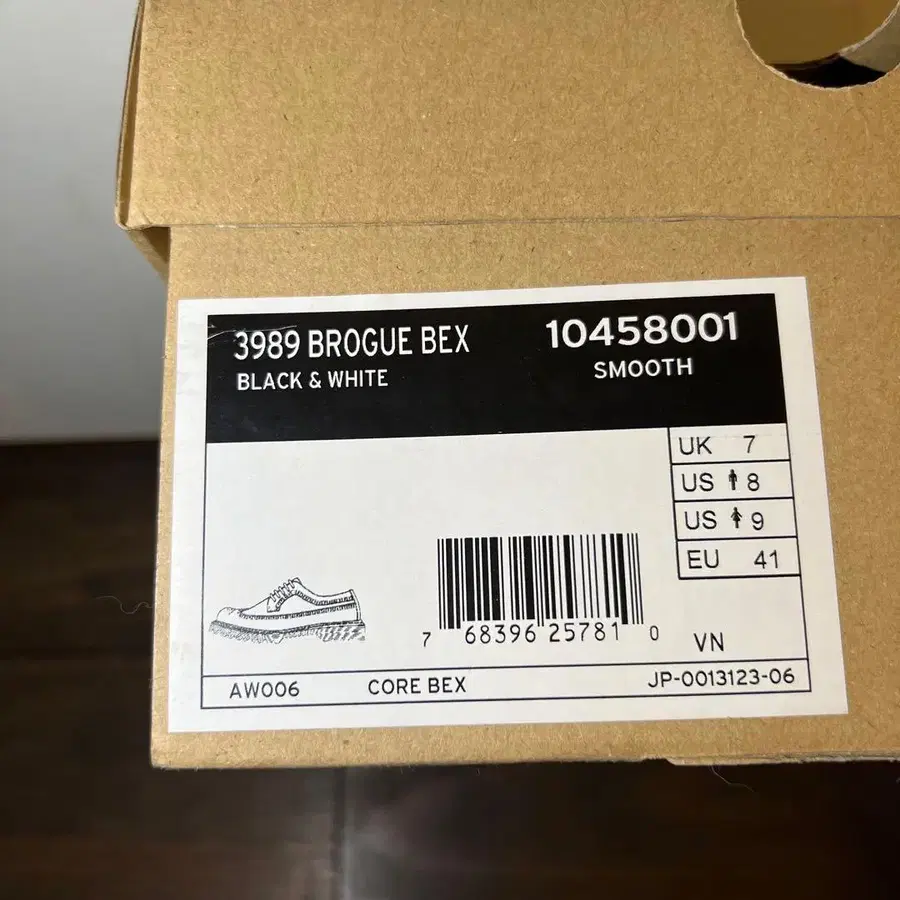 3989 BROGUE BEX 10458001
BLACK & WHITE SMOOTH
UK 7
US 8
US 9
EU 41
7 68396 25781 0
VN
AW006 CORE BEX JP-0013123-06